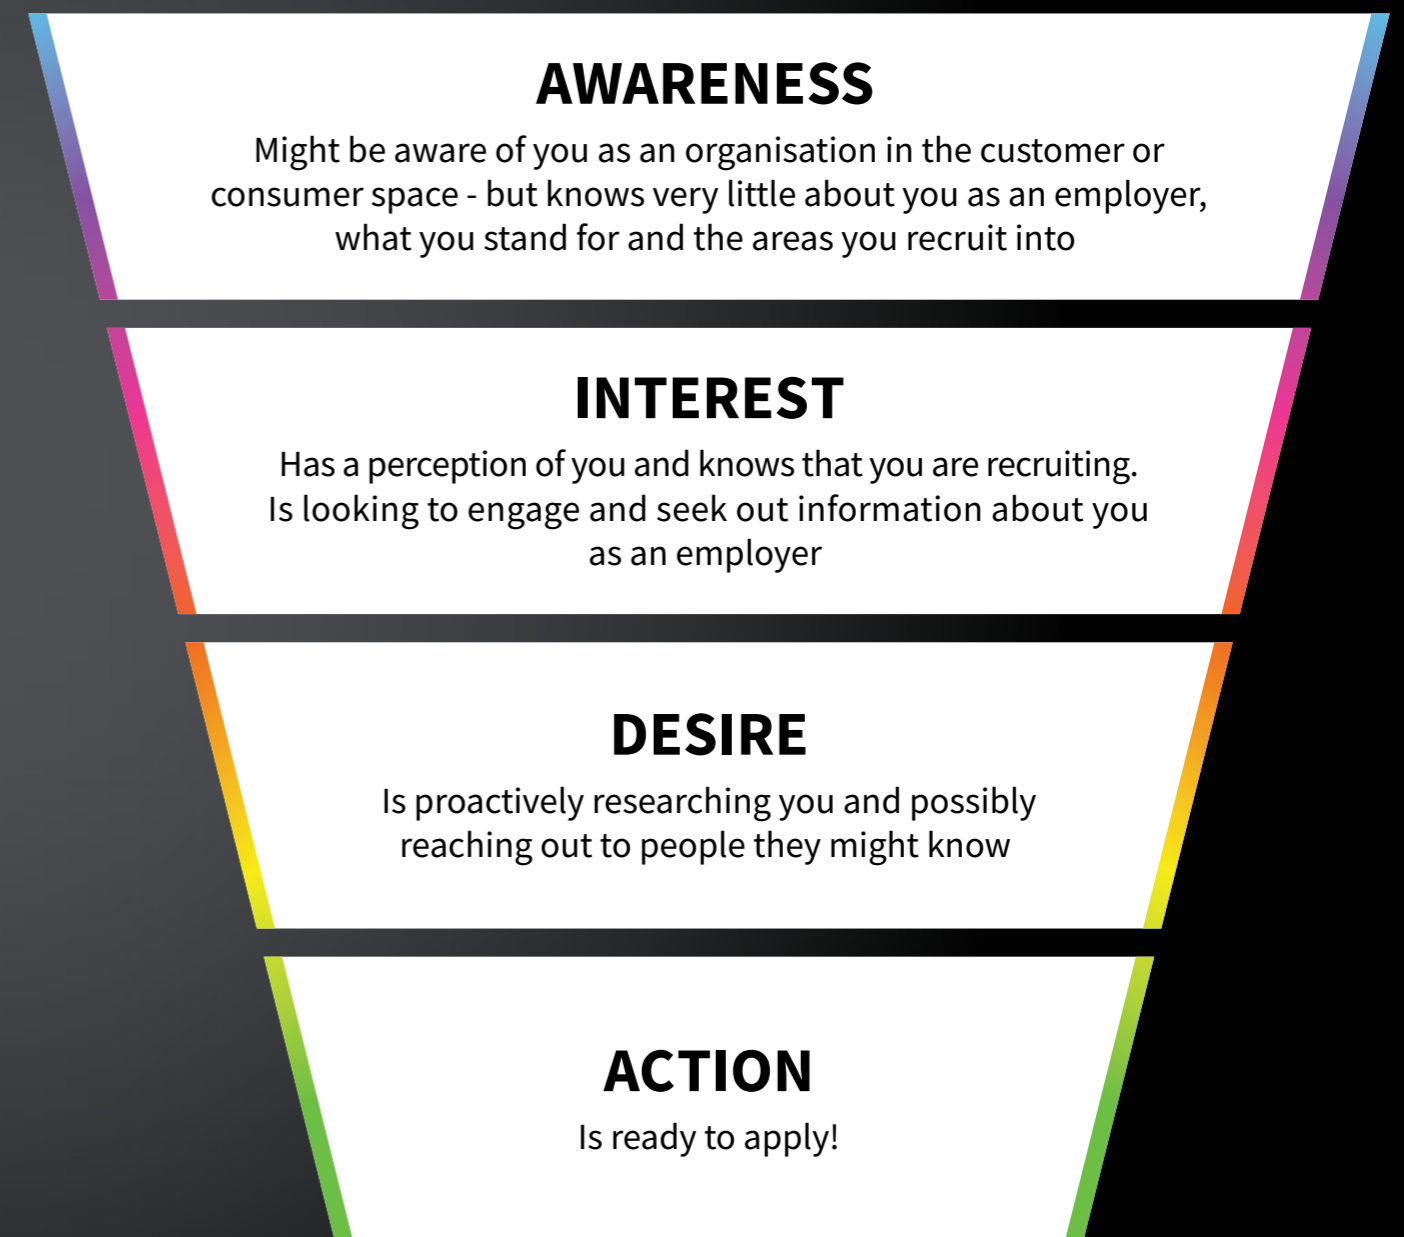 AWARENESS
Might be aware of you as an organisation in the customer or
consumer space - but knows very little about you as an employer,
what you stand for and the areas you recruit into
INTEREST
Has a perception of you and knows that you are recruiting.
Is looking to engage and seek out information about you
as an employer
DESIRE
Is proactively researching you and possibly
reaching out to people they might know
ACTION
Is ready to apply!